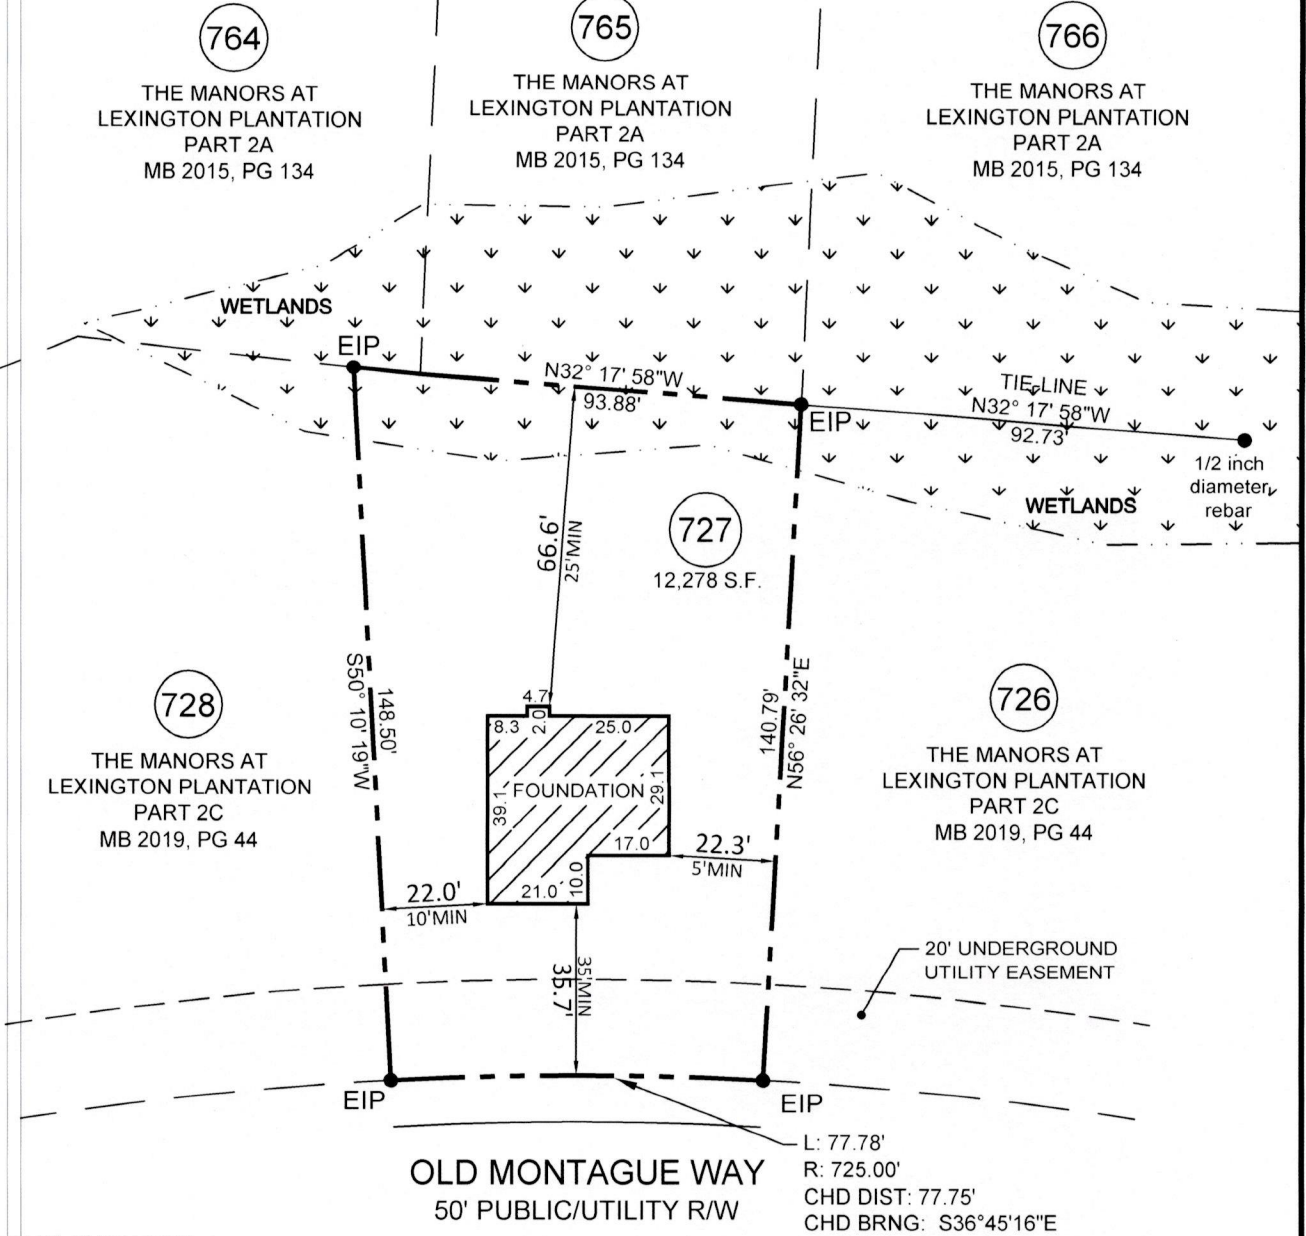 764
THE MANORS AT
LEXINGTON PLANTATION
PART 2A
MB 2015, PG 134
765
THE MANORS AT
LEXINGTON PLANTATION
PART 2A
MB 2015, PG 134
766
THE MANORS AT
LEXINGTON PLANTATION
PART 2A
MB 2015, PG 134
WETLANDS
EIP
N32° 17' 58"W
93.88'
EIP
TIE-LINE
N32° 17' 58"W
92.73'
1/2 inch
diameter
rebar
WETLANDS
66.6'
25'MIN
727
12,278 S.F.
728
THE MANORS AT
LEXINGTON PLANTATION
PART 2C
MB 2019, PG 44
S50° 10' 19"W
148.50'
4.7
8.3
2.0
25.0
FOUNDATION
39.1
29.1
17.0
21.0
10.0
140.79'
N56° 26' 32"E
726
THE MANORS AT
LEXINGTON PLANTATION
PART 2C
MB 2019, PG 44
22.3'
5'MIN
22.0'
10'MIN
35'MIN
35.7'
20' UNDERGROUND
UTILITY EASEMENT
EIP
EIP
OLD MONTAGUE WAY
50' PUBLIC/UTILITY R/W
L: 77.78'
R: 725.00'
CHD DIST: 77.75'
CHD BRNG: S36°45'16"E